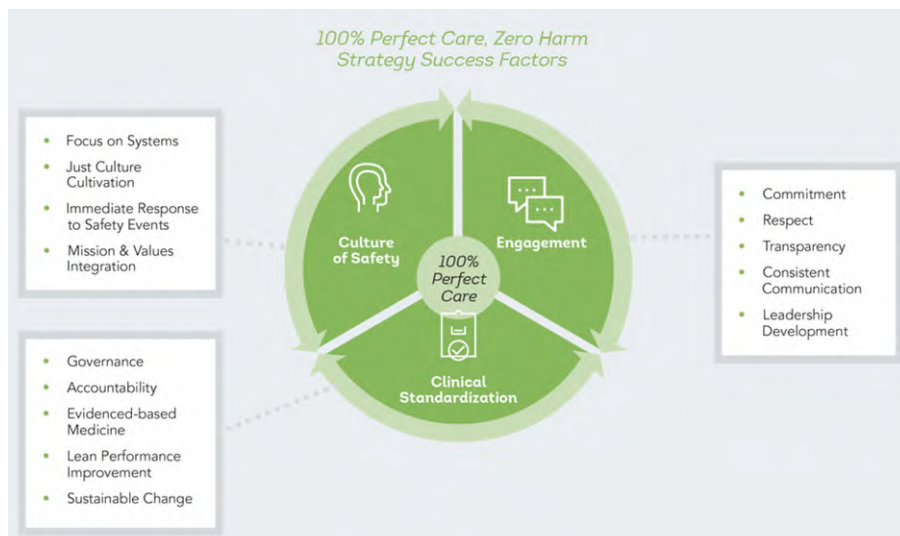 100% Perfect Care, Zero Harm
Strategy Success Factors
• Focus on Systems
• Just Culture
Cultivation
• Immediate Response
to Safety Events
• Mission & Values
Integration
Culture
of Safety
Engagement
100%
Perfect
Care
Clinical
Standardization
• Commitment
• Respect
• Transparency
• Consistent
Communication
• Leadership
Development
• Governance
• Accountability
• Evidenced-based
Medicine
• Lean Performance
Improvement
• Sustainable Change